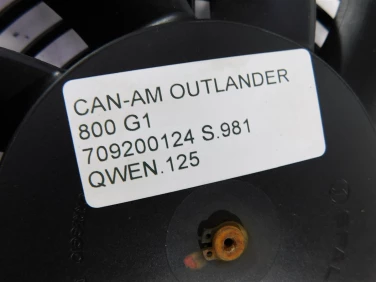 CAN-AM OUTLANDER
800 G1
709200124 S.981
QWEN.125